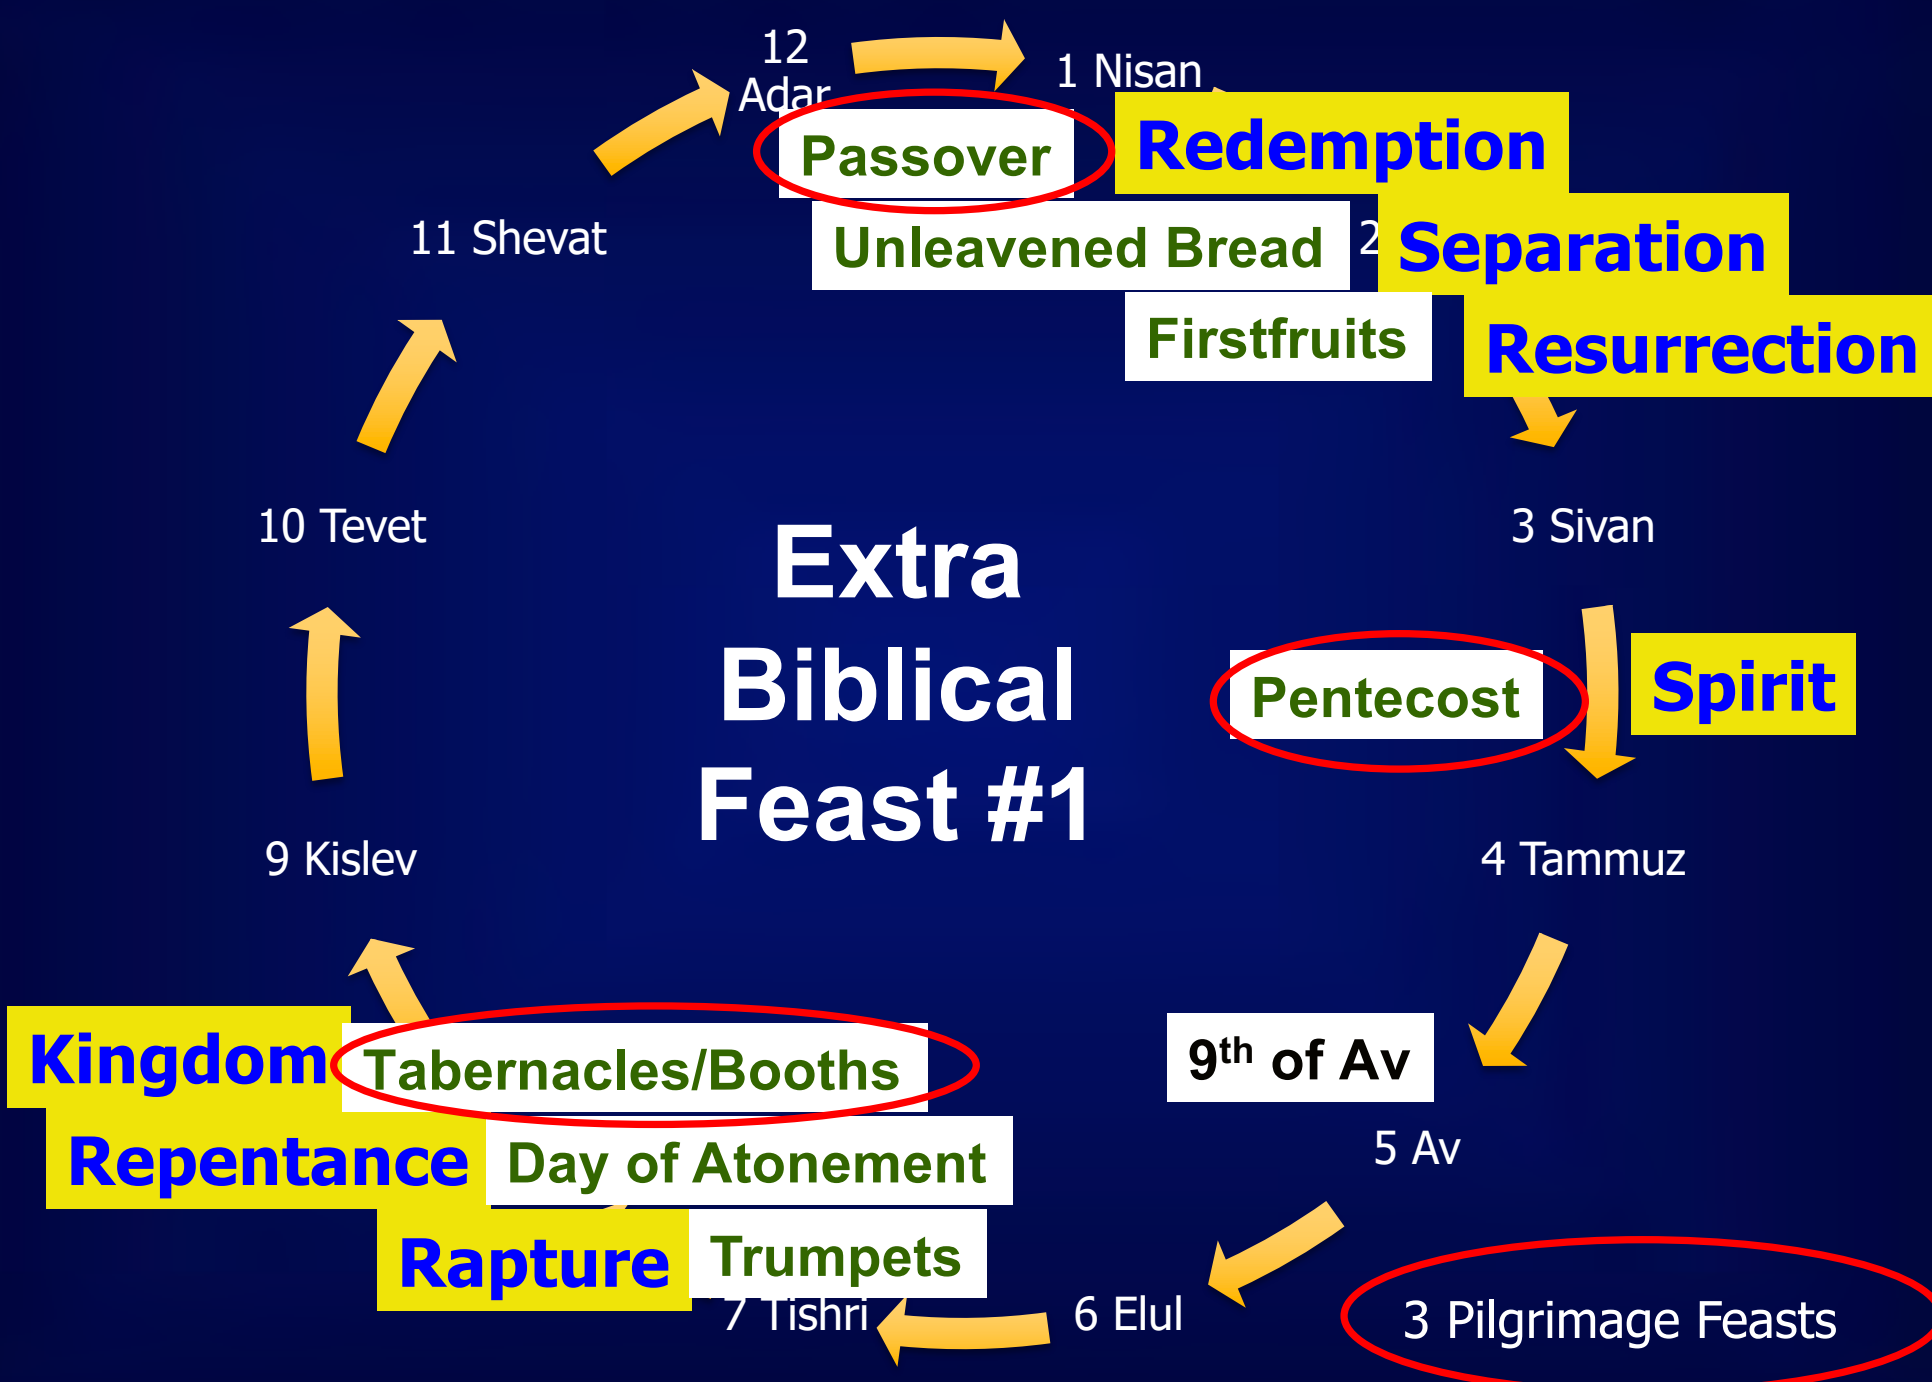 12
Adar
1 Nisan
Passover
Redemption
11 Shevat
Unleavened Bread
2
Separation
Firstfruits
Resurrection
10 Tevet
3 Sivan
Extra
Biblical
Feast #1
Pentecost
Spirit
9 Kislev
4 Tammuz
Kingdom
Tabernacles/Booths
9th of Av
Repentance
Day of Atonement
5 Av
Rapture
Trumpets
7 Tishri
6 Elul
3 Pilgrimage Feasts